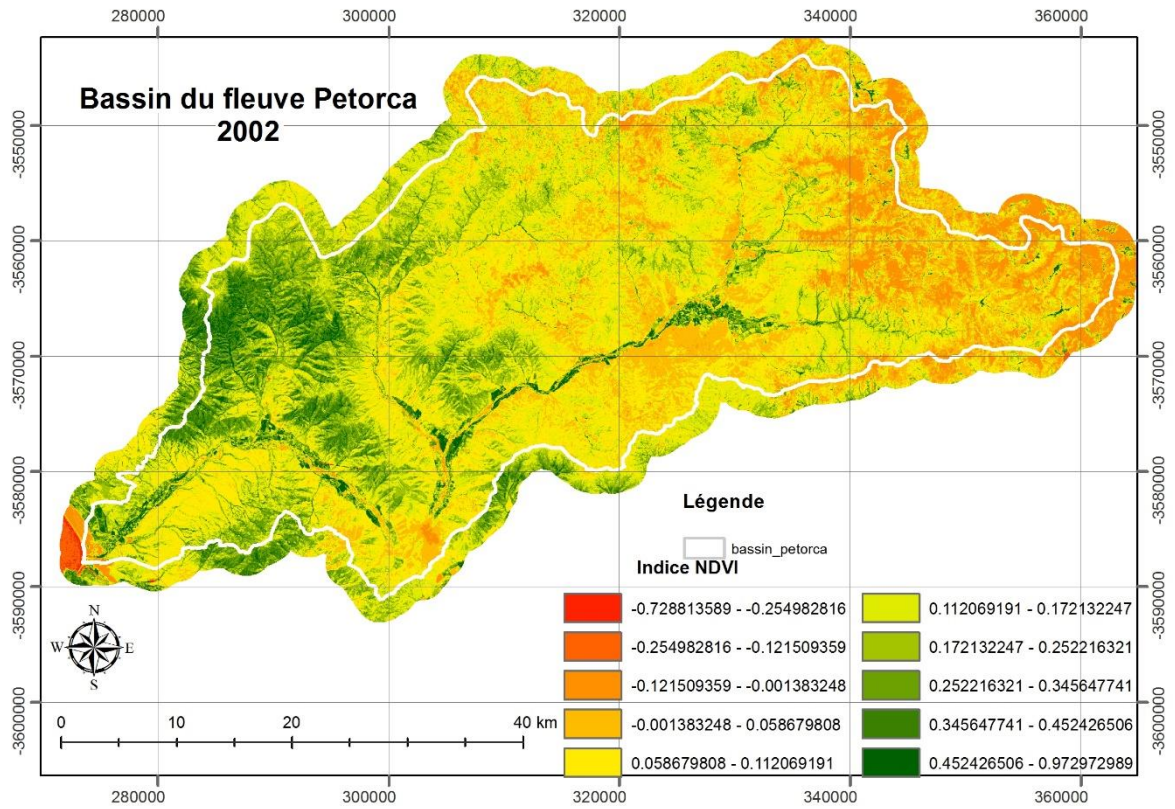 280000 300000 320000 340000 360000
Bassin du fleuve Petorca
2002
-3550000 -3550000
-3560000 -3560000
-3570000 -3570000
-3580000 -3580000
Légende
bassin_petorca
Indice NDVI
-3590000 -3590000
-0.728813589 - -0.254982816
-0.254982816 - -0.121509359
-0.121509359 - -0.001383248
-0.001383248 - 0.058679808
0.058679808 - 0.112069191
0.112069191 - 0.172132247
0.172132247 - 0.252216321
0.252216321 - 0.345647741
0.345647741 - 0.452426506
0.452426506 - 0.972972989
N
W E
S
-3600000 -3600000
0 10 20 40 km
280000 300000 320000 340000 360000